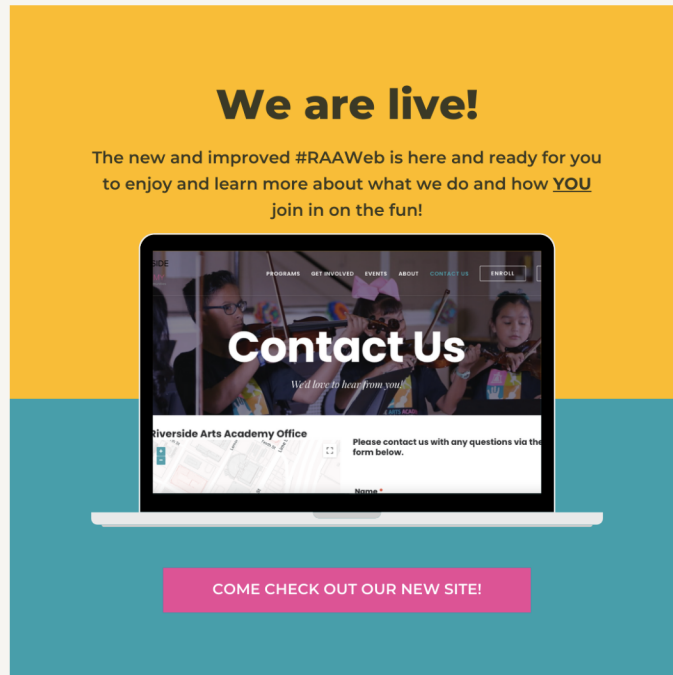 We are live!
The new and improved #RAAWeb is here and ready for you
to enjoy and learn more about what we do and how YOU
join in on the fun!
SIDE
PROGRAMS GET INVOLVED EVENTS ABOUT CONTACT US ENROLL
Contact Us
We'd love to hear from you!
Riverside Arts Academy Office
Please contact us with any questions via the
form below.
Name *
COME CHECK OUT OUR NEW SITE!